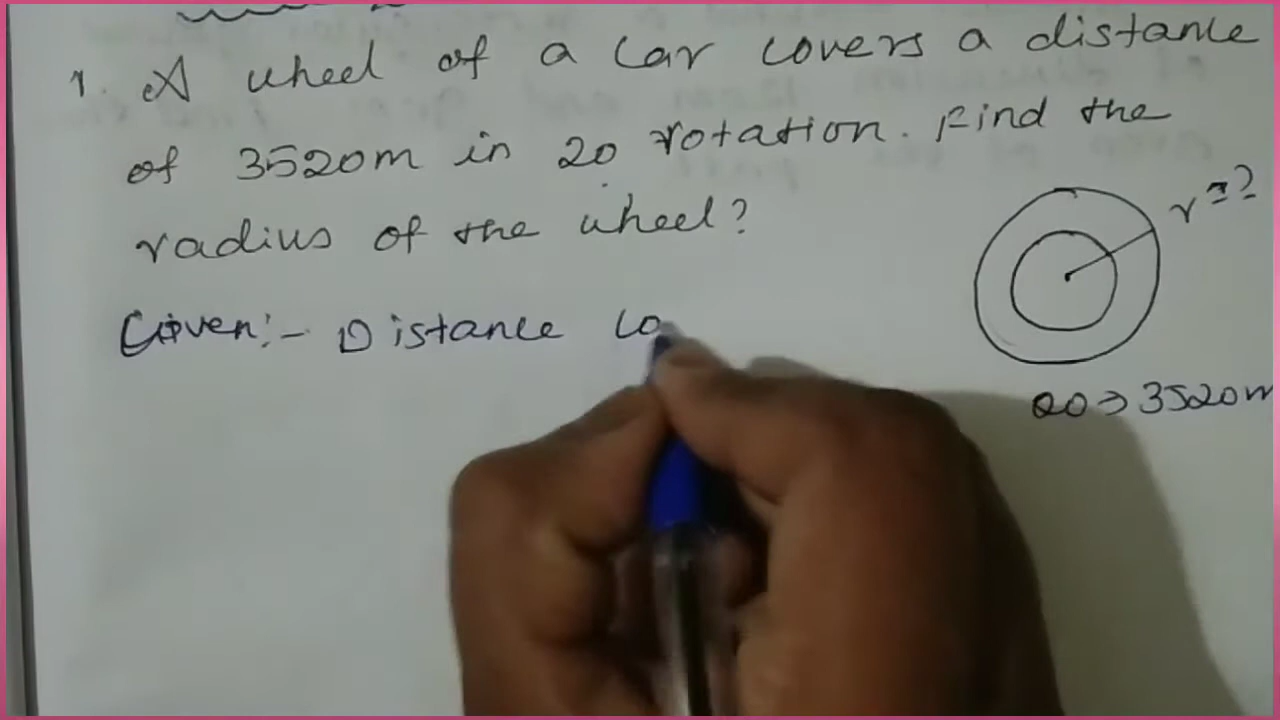 1. A wheel of a car covers a distance
of 3520m in 20 rotation. Find the
radius of the wheel?
r=?
Given:- Distance co
20->3520m